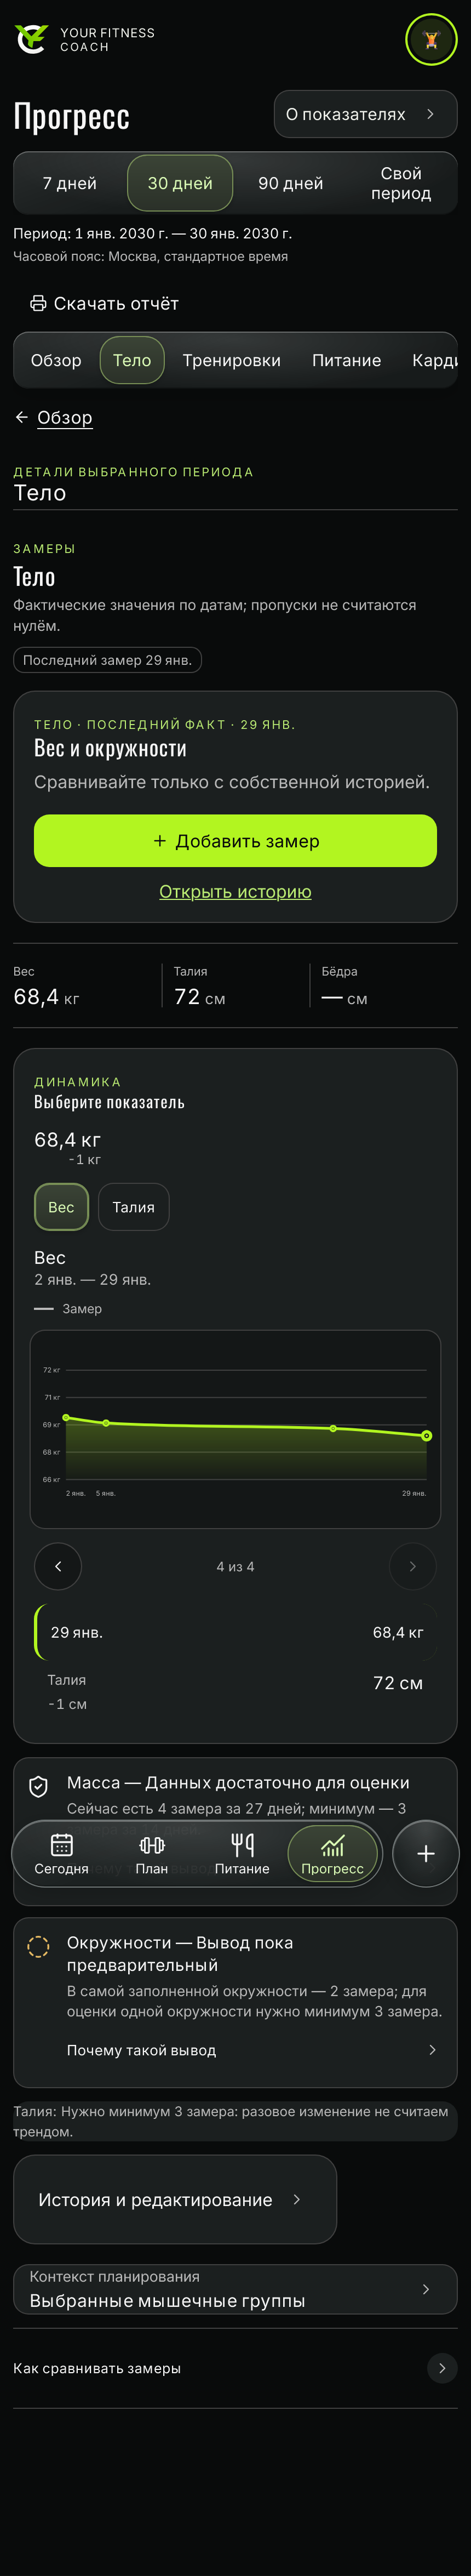 YOUR FITNESS
COACH
Прогресс
О показателях
7 дней
30 дней
90 дней
Свой
период
Период: 1 янв. 2030 г. — 30 янв. 2030 г.
Часовой пояс: Москва, стандартное время
Скачать отчёт
Обзор
Тело
Тренировки
Питание
Карди
Обзор
ДЕТАЛИ ВЫБРАННОГО ПЕРИОДА
Тело
ЗАМЕРЫ
Тело
Фактические значения по датам; пропуски не считаются
нулём.
Последний замер 29 янв.
ТЕЛО · ПОСЛЕДНИЙ ФАКТ · 29 ЯНВ.
Вес и окружности
Сравнивайте только с собственной историей.
+ Добавить замер
Открыть историю
Вес
68,4 кг
Талия
72 см
Бёдра
— см
ДИНАМИКА
Выберите показатель
68,4 кг
-1 кг
Вес
Талия
Вес
2 янв. — 29 янв.
Замер
72 кг
71 кг
69 кг
68 кг
66 кг
2 янв.
5 янв.
29 янв.
4 из 4
29 янв.
68,4 кг
Талия
72 см
-1 см
Масса — Данных достаточно для оценки
Сейчас есть 4 замера за 27 дней; минимум — 3
Сегодня
План
Питание
Прогресс
Окружности — Вывод пока
предварительный
В самой заполненной окружности — 2 замера; для
оценки одной окружности нужно минимум 3 замера.
Почему такой вывод
Талия: Нужно минимум 3 замера: разовое изменение не считаем
трендом.
История и редактирование
Контекст планирования
Выбранные мышечные группы
Как сравнивать замеры